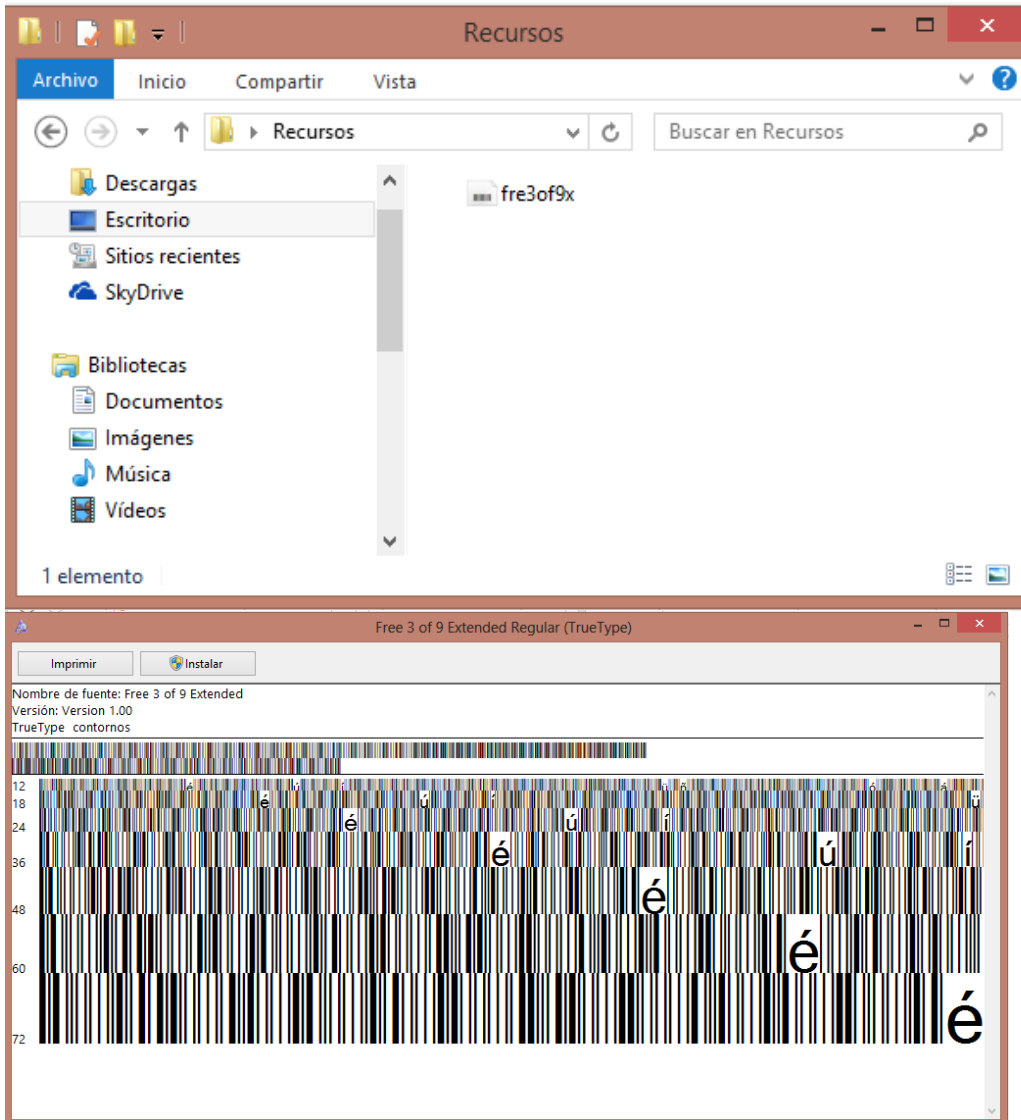 Recursos
Archivo Inicio Compartir Vista
Recursos Buscar en Recursos
Descargas
Escritorio
Sitios recientes
SkyDrive
Bibliotecas
Documentos
Imágenes
Música
Vídeos
fre3of9x
1 elemento
Free 3 of 9 Extended Regular (TrueType)
Imprimir Instalar
Nombre de fuente: Free 3 of 9 Extended
Versión: Version 1.00
TrueType contornos
12 é ú í ü ñ ó á
18 é ú í ü
24 é ú í
36 é ú í
48 é
60 é
72 é